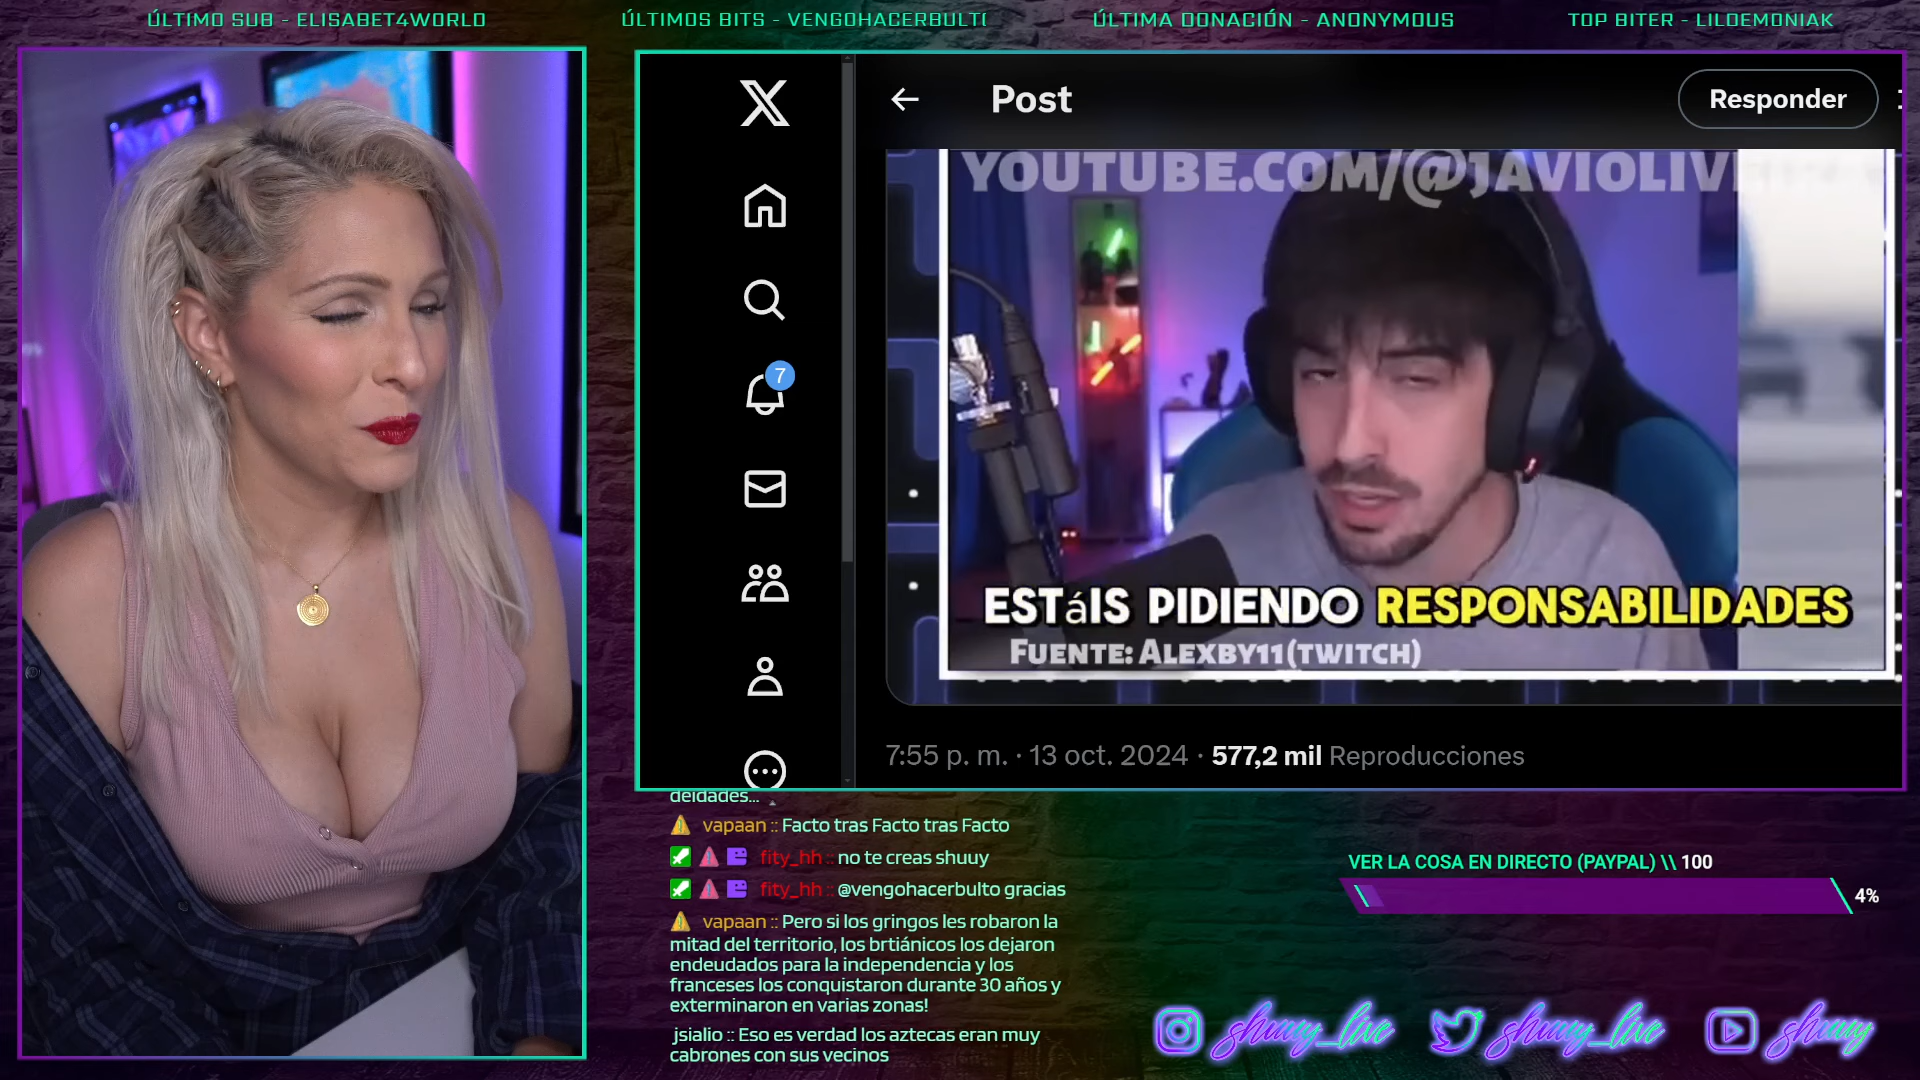 ÚLTIMO SUB - ELISABET4WORLD
ÚLTIMOS BITS - VENGOHACERBULT
ÚLTIMA DONACIÓN - ANONYMOUS
TOP BITER - LILDEMONIAK
Post
Responder
7
YOUTUBE.COM/@JAVIOLIV
ESTáIS PIDIENDO RESPONSABILIDADES
FUENTE: ALEXBY11(TWITCH)
7:55 p. m. · 13 oct. 2024 · 577,2 mil Reproducciones
deidades...
vapaan :: Facto tras Facto tras Facto
fity_hh :: no te creas shuuy
fity_hh :: @vengohacerbulto gracias
vapaan :: Pero si los gringos les robaron la
mitad del territorio, los brtiánicos los dejaron
endeudados para la independencia y los
franceses los conquistaron durante 30 años y
exterminaron en varias zonas!
jsialio :: Eso es verdad los aztecas eran muy
cabrones con sus vecinos
VER LA COSA EN DIRECTO (PAYPAL) \\ 100
4%
shuuy_live
shuuy_live
shuuy